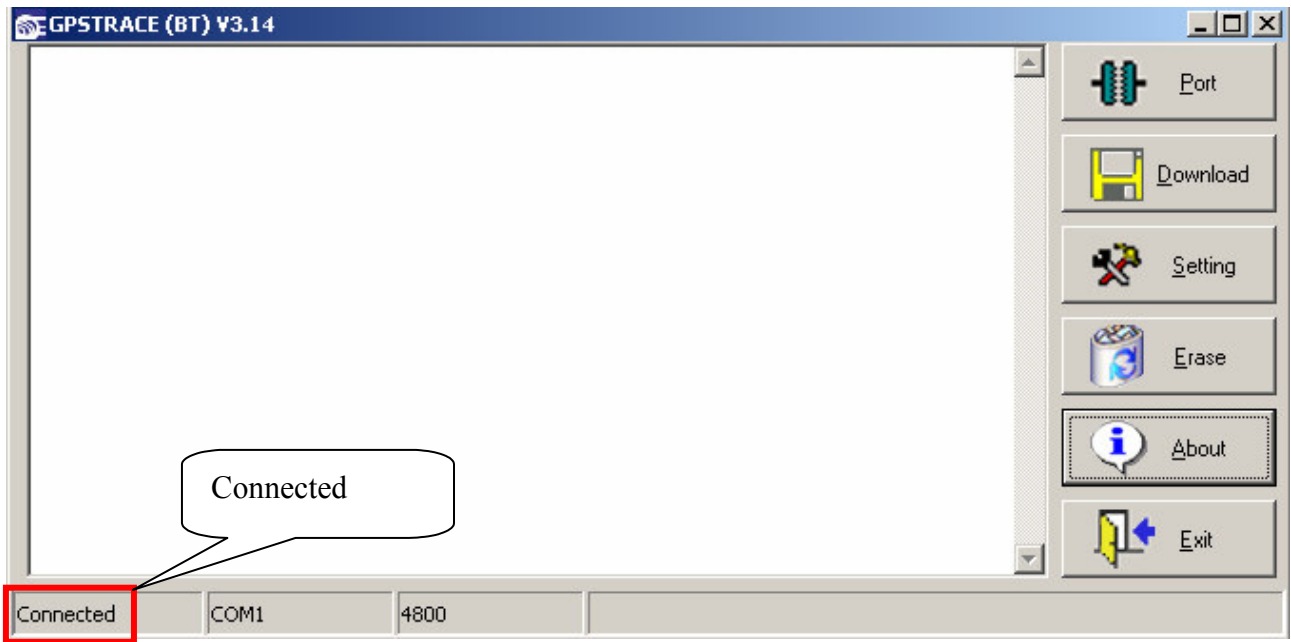 GPSTRACE (BT) V3.14
Port
Download
Setting
Erase
About
Exit
Connected
Connected COM1 4800